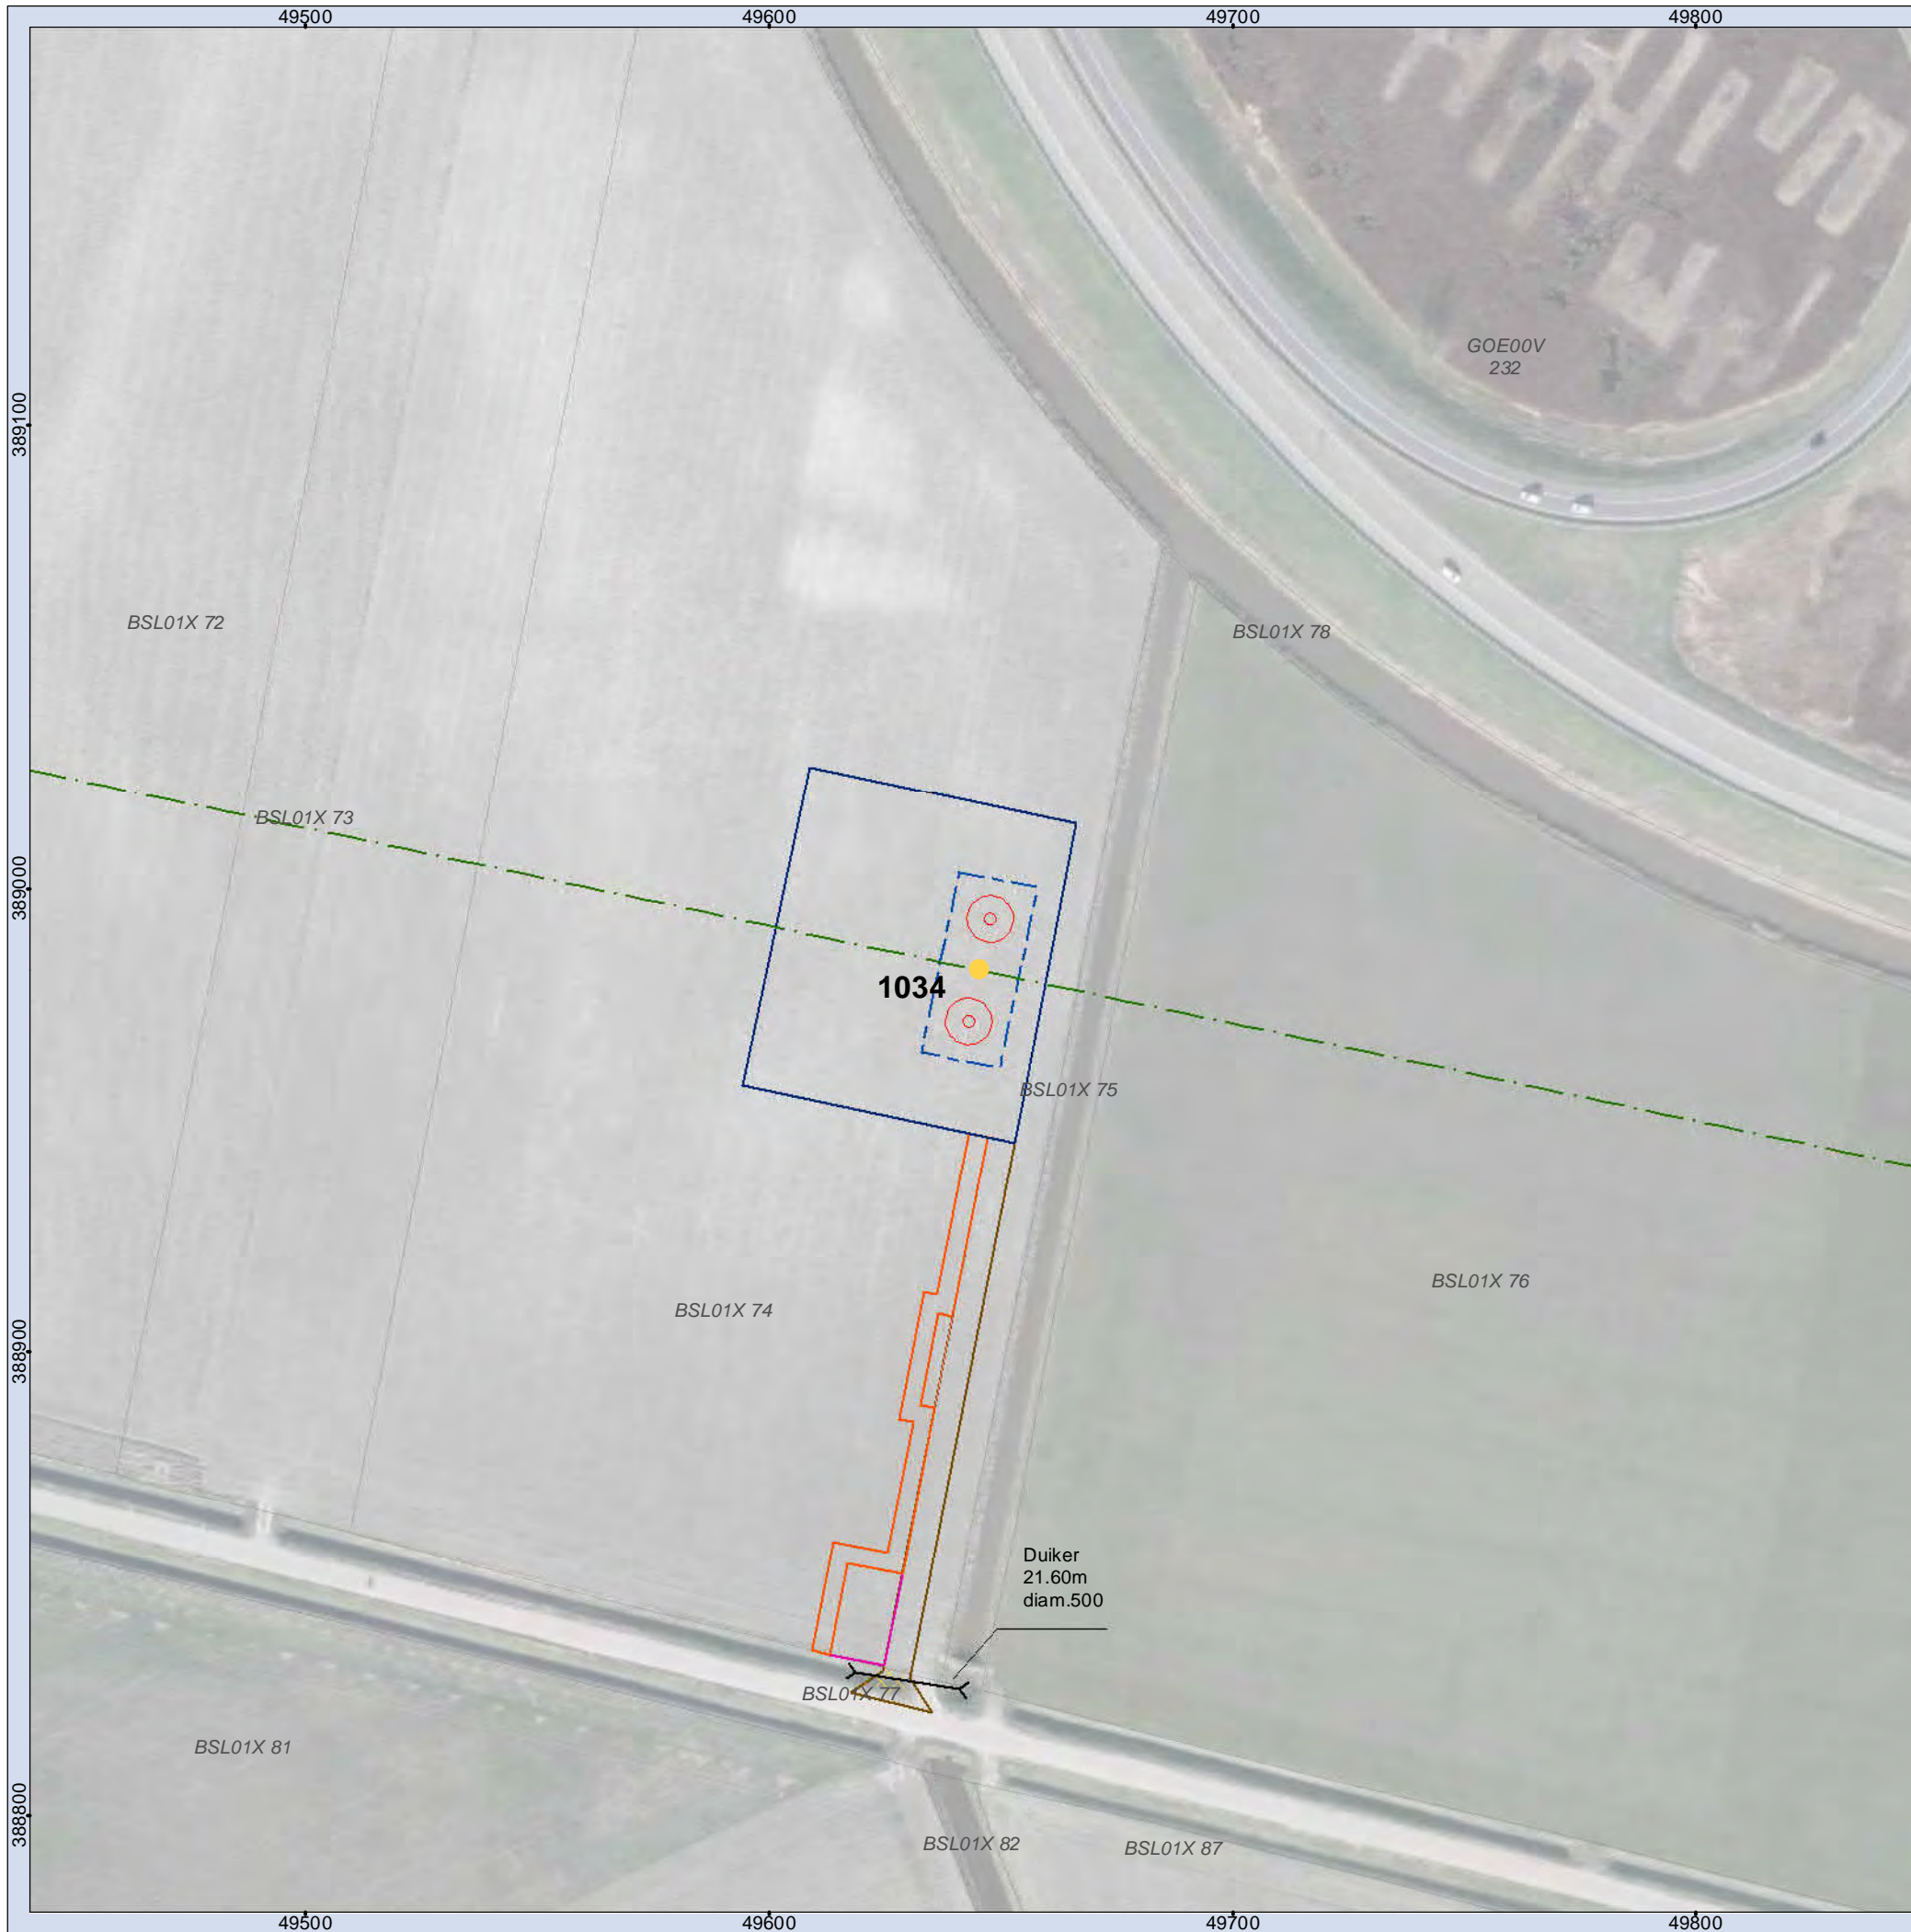 49500
49600
49700
49800
389100
GOE00V
232
BSL01X 72
BSL01X 78
BSL01X 73
389000
1034
BSL01X 75
BSL01X 76
BSL01X 74
388900
Duiker
21.60m
diam.500
BSL01X 77
BSL01X 81
388800
BSL01X 82
BSL01X 87
49500
49600
49700
49800